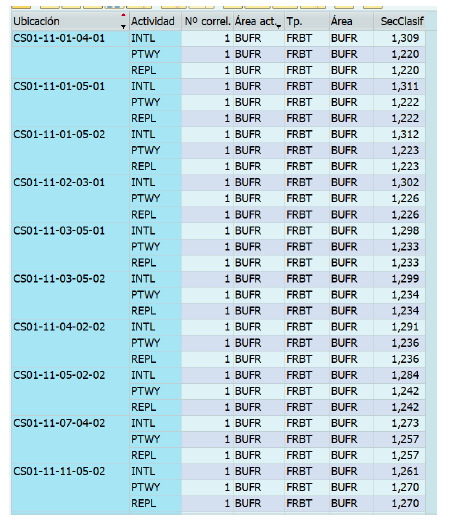 Ubicación Actividad Nº correl. Área act. Tp. Área SecClasif
CS01-11-01-04-01 INTL 1 BUFR FRBT BUFR 1,309
PTWY 1 BUFR FRBT BUFR 1,220
REPL 1 BUFR FRBT BUFR 1,220
CS01-11-01-05-01 INTL 1 BUFR FRBT BUFR 1,311
PTWY 1 BUFR FRBT BUFR 1,222
REPL 1 BUFR FRBT BUFR 1,222
CS01-11-01-05-02 INTL 1 BUFR FRBT BUFR 1,312
PTWY 1 BUFR FRBT BUFR 1,223
REPL 1 BUFR FRBT BUFR 1,223
CS01-11-02-03-01 INTL 1 BUFR FRBT BUFR 1,302
PTWY 1 BUFR FRBT BUFR 1,226
REPL 1 BUFR FRBT BUFR 1,226
CS01-11-03-05-01 INTL 1 BUFR FRBT BUFR 1,298
PTWY 1 BUFR FRBT BUFR 1,233
REPL 1 BUFR FRBT BUFR 1,233
CS01-11-03-05-02 INTL 1 BUFR FRBT BUFR 1,299
PTWY 1 BUFR FRBT BUFR 1,234
REPL 1 BUFR FRBT BUFR 1,234
CS01-11-04-02-02 INTL 1 BUFR FRBT BUFR 1,291
PTWY 1 BUFR FRBT BUFR 1,236
REPL 1 BUFR FRBT BUFR 1,236
CS01-11-05-02-02 INTL 1 BUFR FRBT BUFR 1,284
PTWY 1 BUFR FRBT BUFR 1,242
REPL 1 BUFR FRBT BUFR 1,242
CS01-11-07-04-02 INTL 1 BUFR FRBT BUFR 1,273
PTWY 1 BUFR FRBT BUFR 1,257
REPL 1 BUFR FRBT BUFR 1,257
CS01-11-11-05-02 INTL 1 BUFR FRBT BUFR 1,261
PTWY 1 BUFR FRBT BUFR 1,270
REPL 1 BUFR FRBT BUFR 1,270